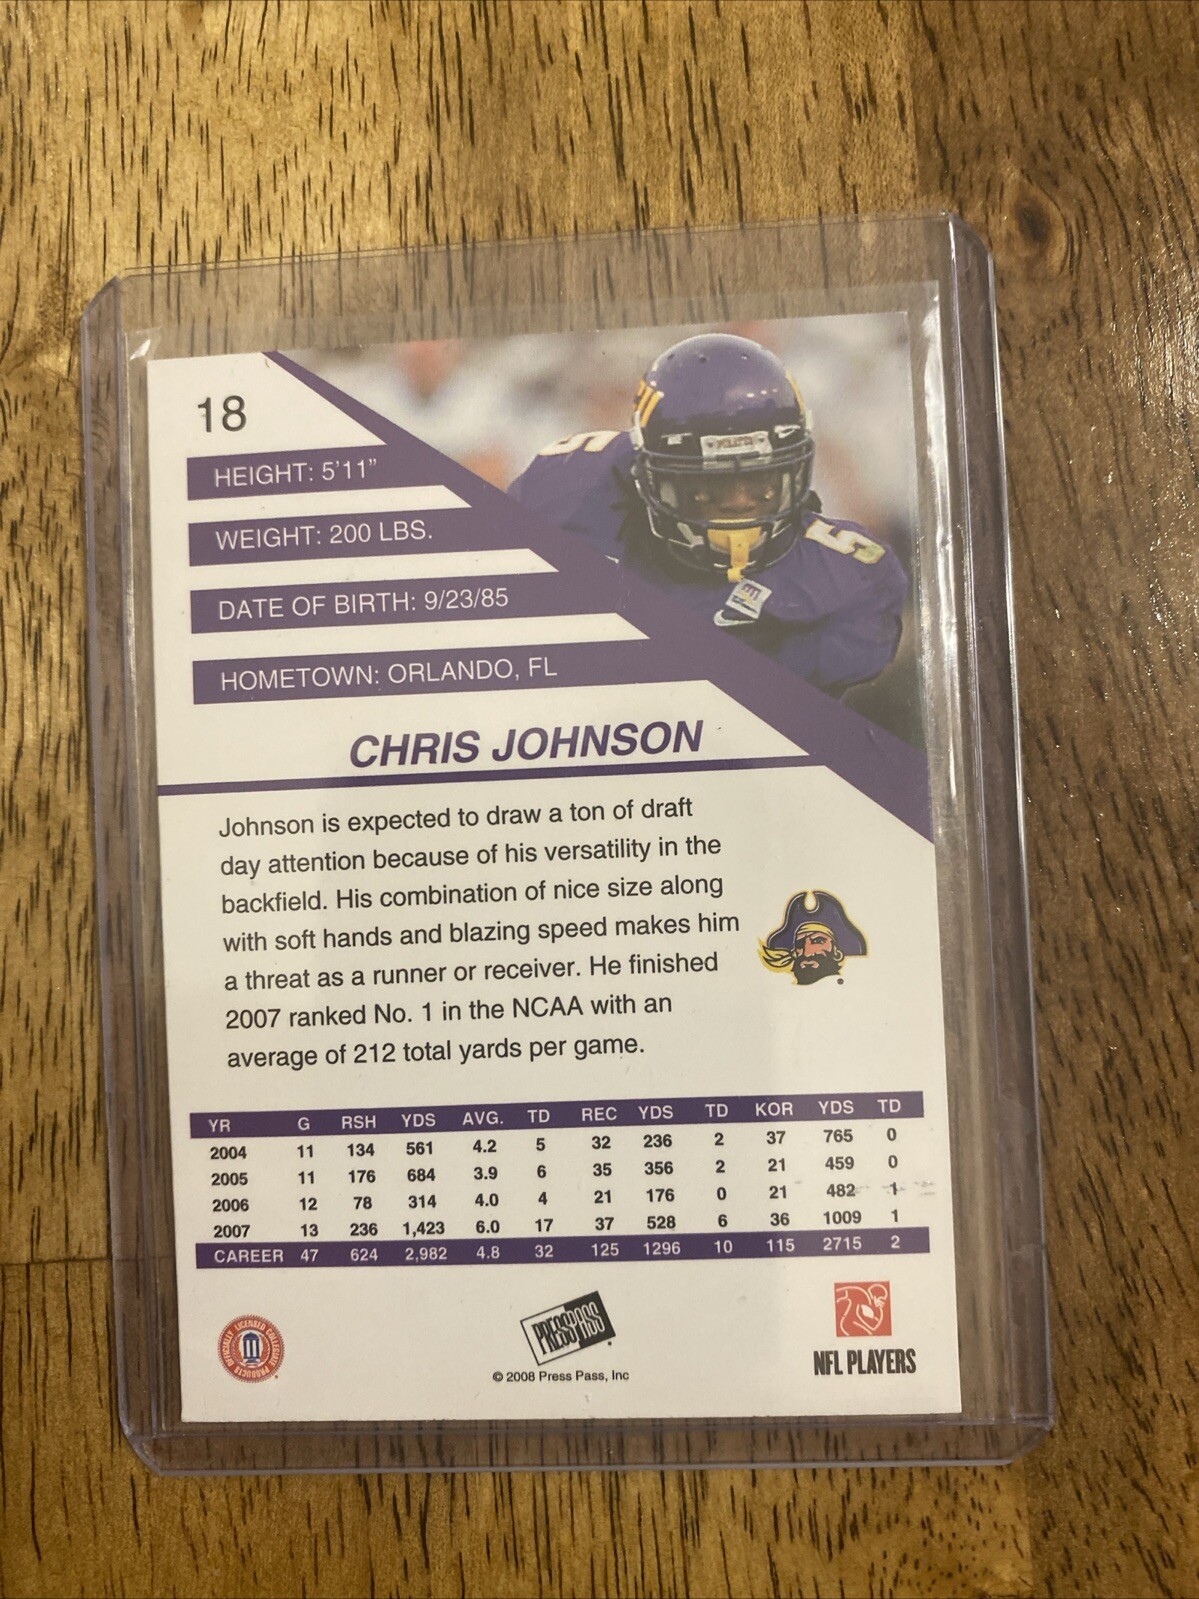 18
HEIGHT: 5'11"
WEIGHT: 200 LBS.
DATE OF BIRTH: 9/23/85
HOMETOWN: ORLANDO, FL
5
5
CHRIS JOHNSON
Johnson is expected to draw a ton of draft
day attention because of his versatility in the
backfield. His combination of nice size along
with soft hands and blazing speed makes him
a threat as a runner or receiver. He finished
2007 ranked No. 1 in the NCAA with an
average of 212 total yards per game.
YR G RSH YDS AVG. TD REC YDS TD KOR YDS TD
2004 11 134 561 4.2 5 32 236 2 37 765 0
2005 11 176 684 3.9 6 35 356 2 21 459 0
2006 12 78 314 4.0 4 21 176 0 21 482 1
2007 13 236 1,423 6.0 17 37 528 6 36 1009 1
CAREER 47 624 2,982 4.8 32 125 1296 10 115 2715 2
OFFICIALLY LICENSED COLLEGIATE PRODUCTS
PRESS PASS
© 2008 Press Pass, Inc
NFL PLAYERS